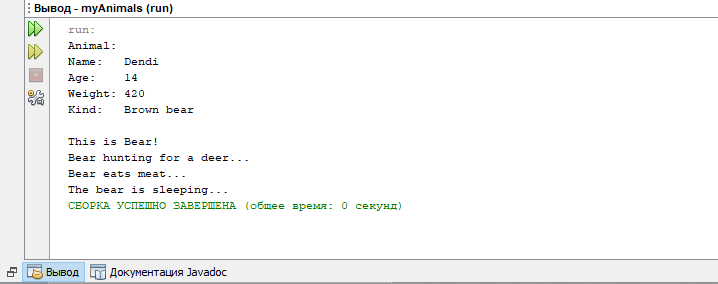 Вывод - myAnimals (run)
run:
Animal:
Name:   Dendi
Age:    14
Weight: 420
Kind:   Brown bear

This is Bear!
Bear hunting for a deer...
Bear eats meat...
The bear is sleeping...
СБОРКА УСПЕШНО ЗАВЕРШЕНА (общее время: 0 секунд)
Вывод   Документация Javadoc